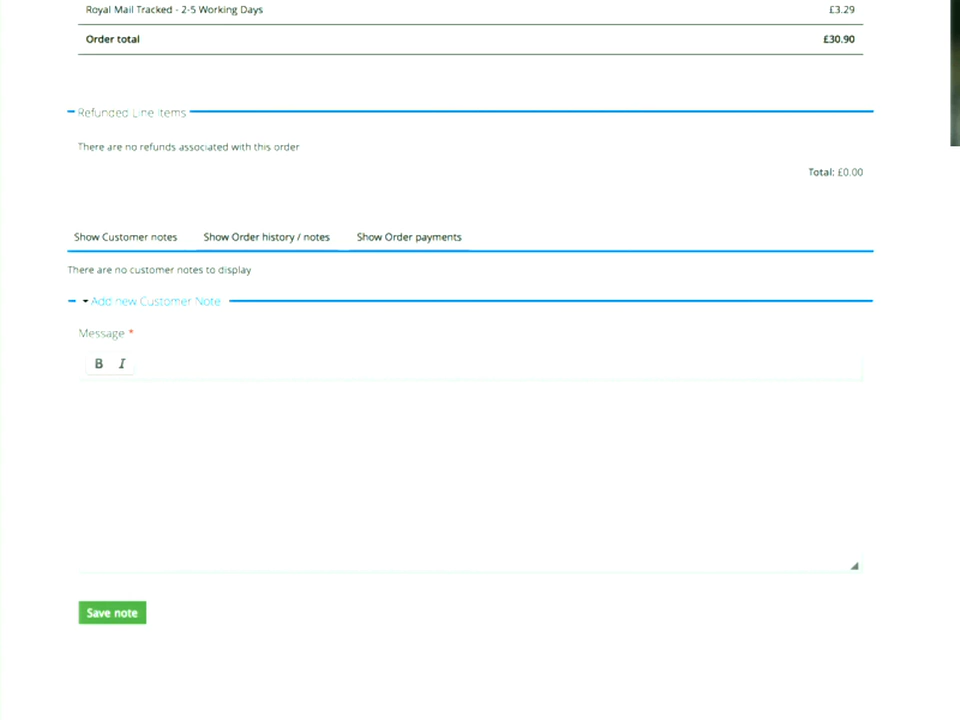 Royal Mail Tracked - 2-5 Working Days £3.29
Order total £30.90
Refunded Line Items
There are no refunds associated with this order
Total: £0.00
Show Customer notes Show Order history / notes Show Order payments
There are no customer notes to display
Add new Customer Note
Message *
B I
Save note